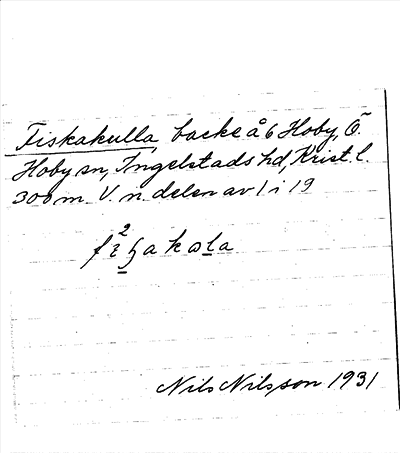 Fiskakulla, backe å 6 Hoby, Ö.
Hoby sn, Ingelstads hd, Krist. l.
300 m. V. n. delen av 1 i 19
Nils Nilsson 1931